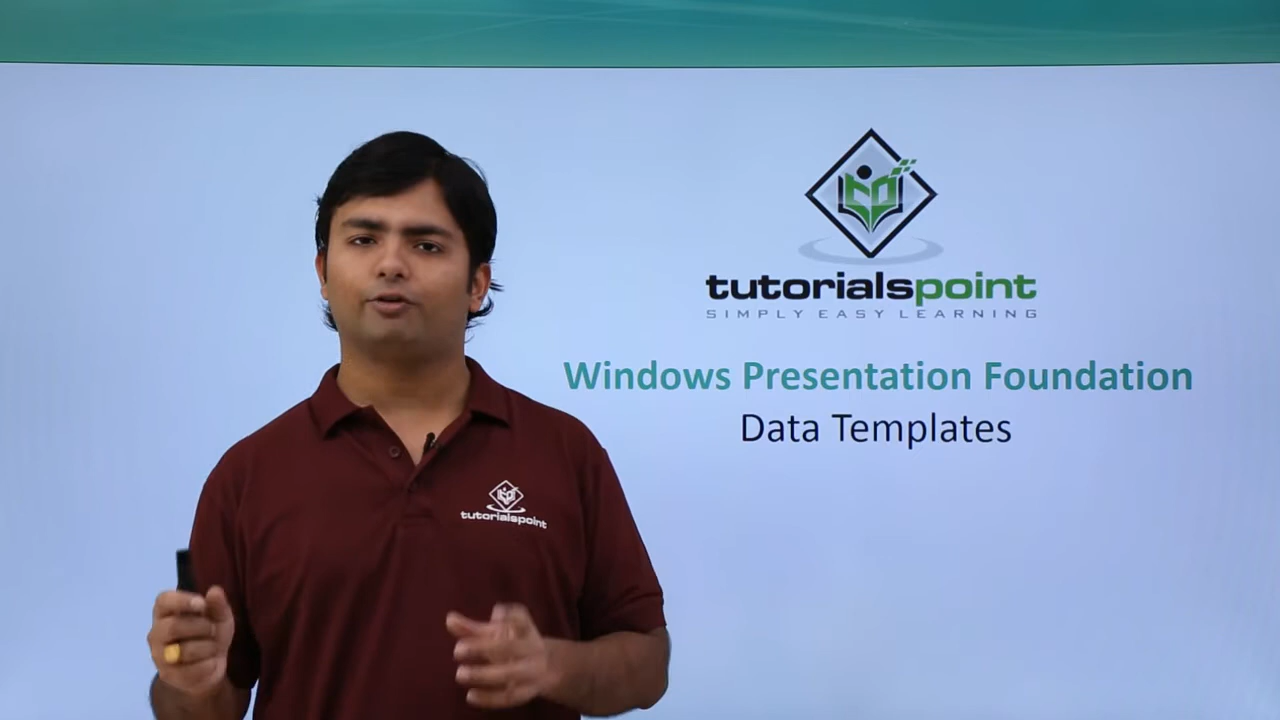 tutorialspoint
SIMPLY EASY LEARNING
Windows Presentation Foundation
Data Templates
tutorialspoint